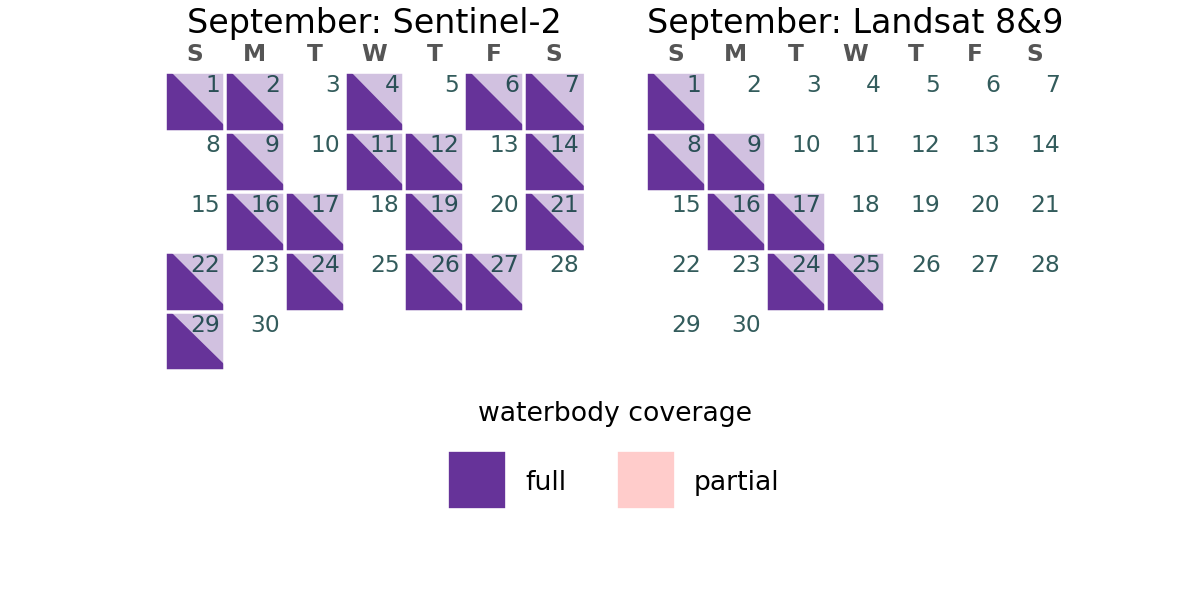 September: Sentinel-2
S M T W T F S
1 2 3 4 5 6 7
8 9 10 11 12 13 14
15 16 17 18 19 20 21
22 23 24 25 26 27 28
29 30
September: Landsat 8&9
S M T W T F S
1 2 3 4 5 6 7
8 9 10 11 12 13 14
15 16 17 18 19 20 21
22 23 24 25 26 27 28
29 30
waterbody coverage
full partial